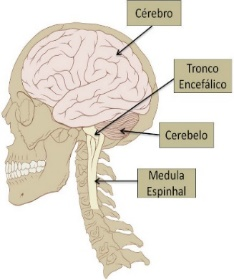 Cérebro
Tronco
Encefálico
Cerebelo
Medula
Espinhal